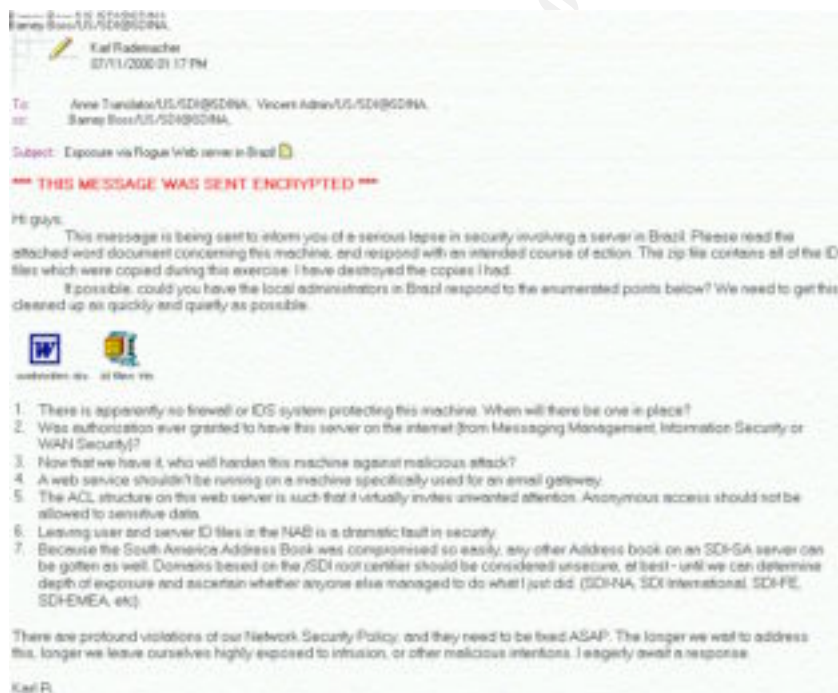 Barney Boss/US/SDI@SDINA,
Karl Rademacher
07/11/2000 01:17 PM
To: Anne Translator/US/SDI@SDINA, Vincent Admin/US/SDI@SDINA,
cc: Barney Boss/US/SDI@SDINA,
Subject: Exposure via Rogue Web server in Brazil
*** THIS MESSAGE WAS SENT ENCRYPTED ***
Hi guys,
This message is being sent to inform you of a serious lapse in security involving a server in Brazil. Please read the
attached word document concerning this machine, and respond with an intended course of action. The zip file contains all of the ID
files which were copied during this exercise. I have destroyed the copies I had.
If possible, could you have the local administrators in Brazil respond to the enumerated points below? We need to get this
cleaned up as quickly and quietly as possible.
1. There is apparently no firewall or IDS system protecting this machine. When will there be one in place?
2. Was authorization ever granted to have this server on the internet (from Messaging Management, Information Security or
WAN Security)?
3. Now that we have it, who will harden this machine against malicious attack?
4. A web service shouldn't be running on a machine specifically used for an email gateway.
5. The ACL structure on this web server is such that it virtually invites unwanted attention. Anonymous access should not be
allowed to sensitive data.
6. Leaving user and server ID files in the NAB is a dramatic fault in security.
7. Because the South America Address Book was compromised so easily, any other Address book on an SDI-SA server can
be gotten as well. Domains based on the /SDI root certifier should be considered unsecure, at best - until we can determine
depth of exposure and ascertain whether anyone else managed to do what I just did. (SDI-NA, SDI International, SDI-FE,
SDI-EMEA, etc).
There are profound violations of our Network Security Policy, and they need to be fixed ASAP. The longer we wait to address
this, longer we leave ourselves highly exposed to intrusion, or other malicious intentions. I eagerly await a response.
Karl R.